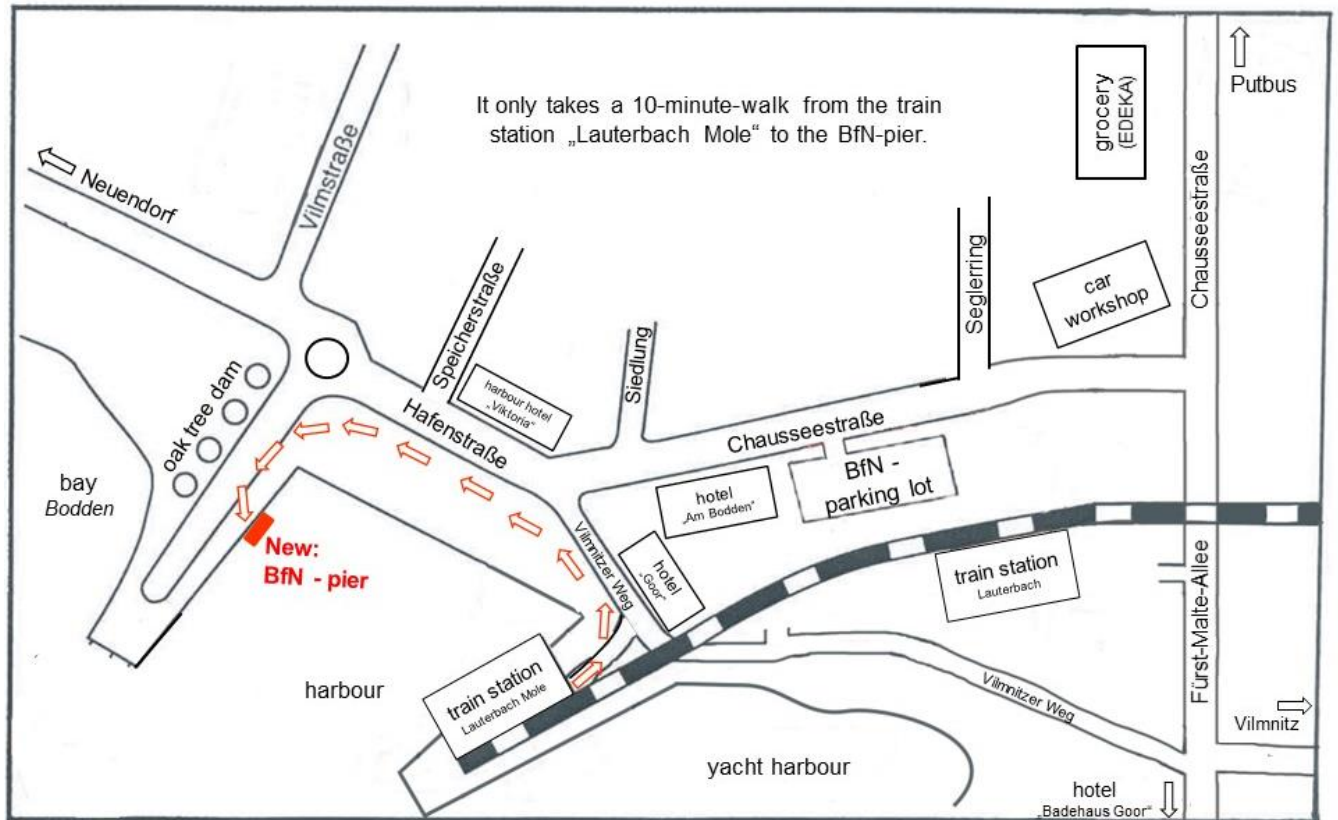 It only takes a 10-minute-walk from the train
station „Lauterbach Mole“ to the BfN-pier.
grocery
(EDEKA)
Putbus
Neuendorf
Vilmstraße
Chausseestraße
Speicherstraße
Seglerring
car
workshop
Siedlung
harbour hotel
„Viktoria“
Hafenstraße
oak tree dam
Chausseestraße
bay
Bodden
BfN -
parking lot
hotel
„Am Bodden“
New:
BfN - pier
Vilmnitzer Weg
hotel
„Goor“
train station
Lauterbach
Fürst-Malte-Allee
harbour
train station
Lauterbach Mole
Vilmnitzer Weg
Vilmnitz
yacht harbour
hotel
„Badehaus Goor“